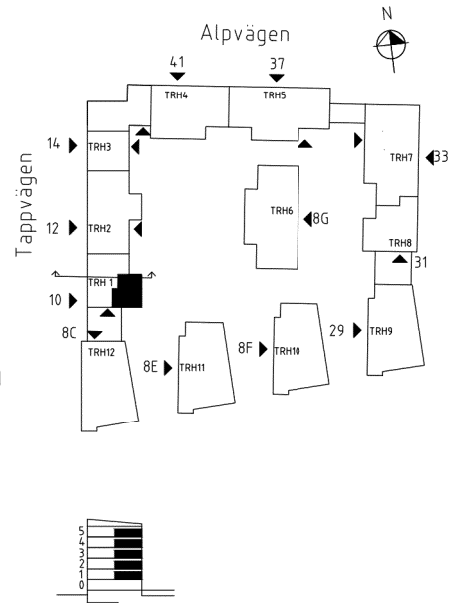 N
Alpvägen
41
37
TRH4
TRH5
14
TRH3
TRH7
33
Tappvägen
12
TRH2
TRH6
8G
TRH8
31
TRH 1
10
8C
29
TRH9
TRH12
8E
TRH11
8F
TRH10
5
4
3
2
1
0